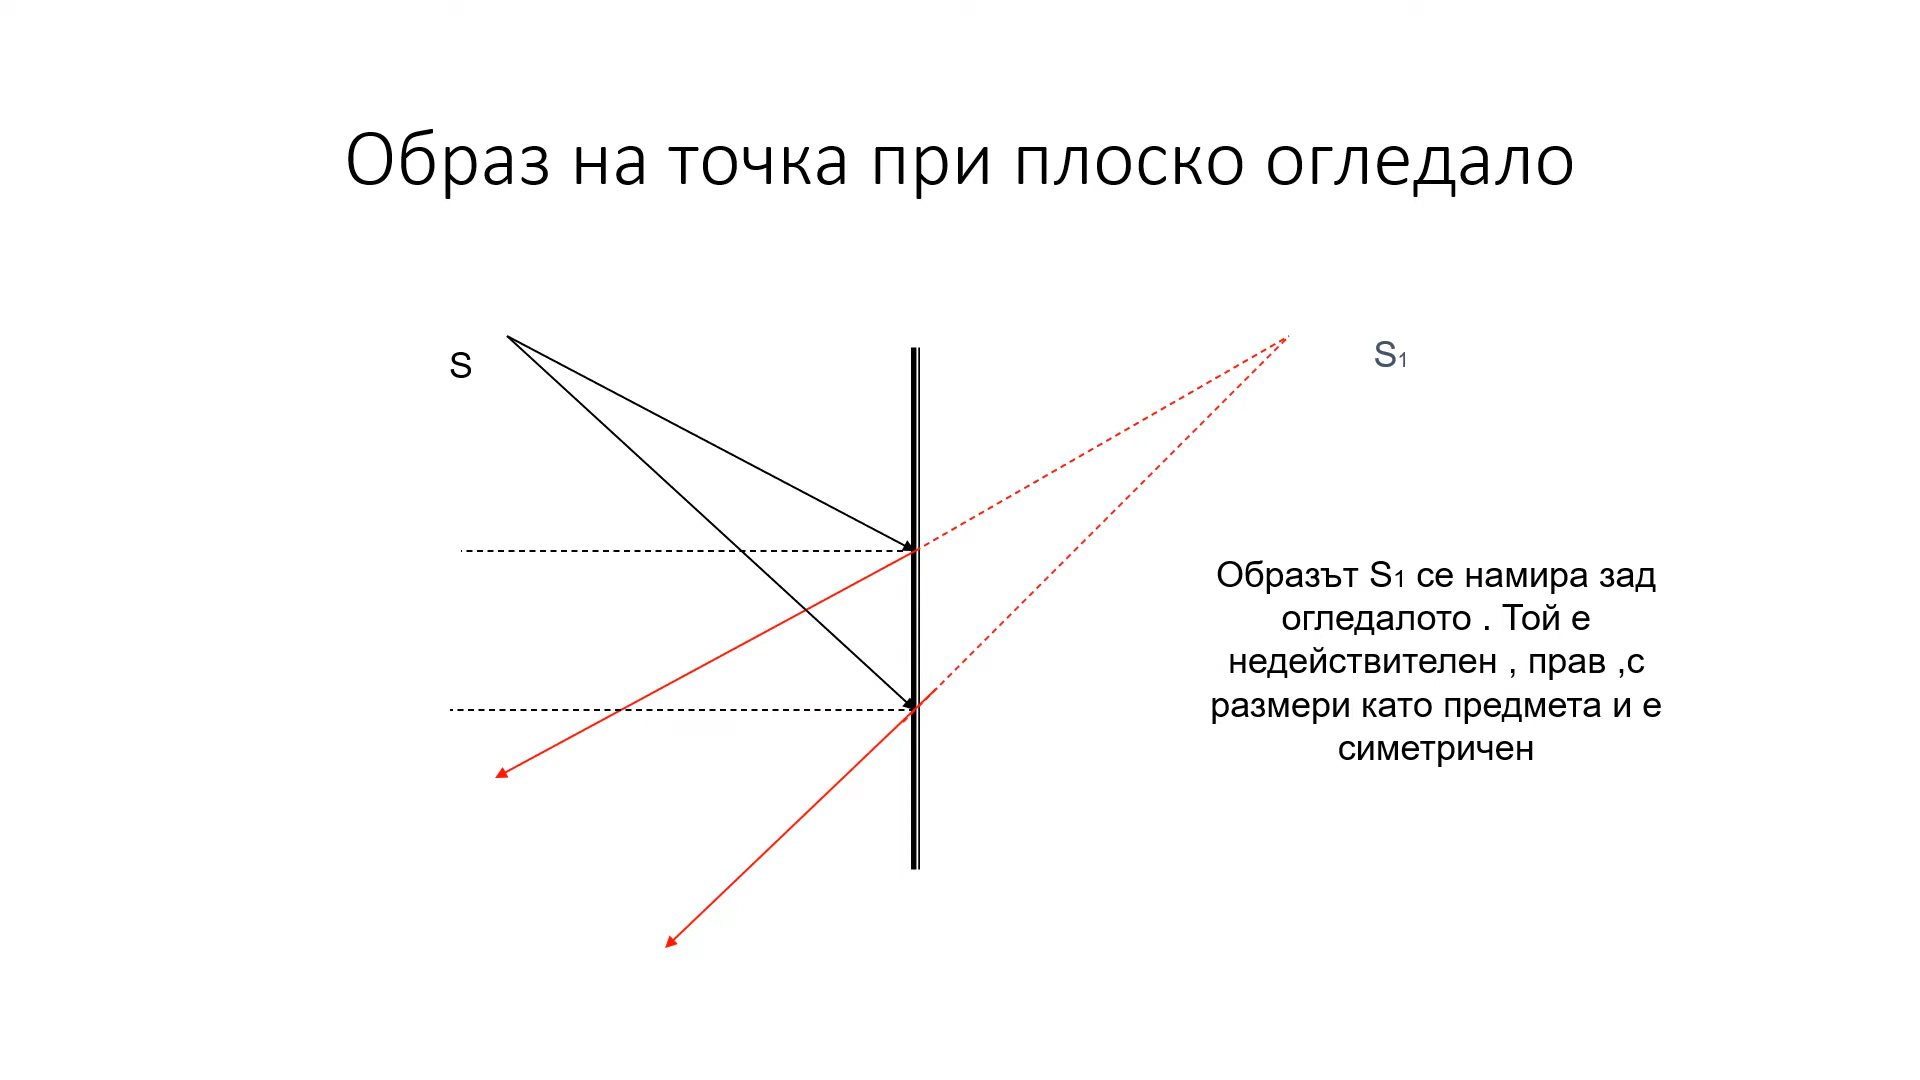 Образ на точка при плоско огледало
S
S₁
Образът S₁ се намира зад
огледалото . Той е
недействителен , прав ,с
размери като предмета и е
симетричен